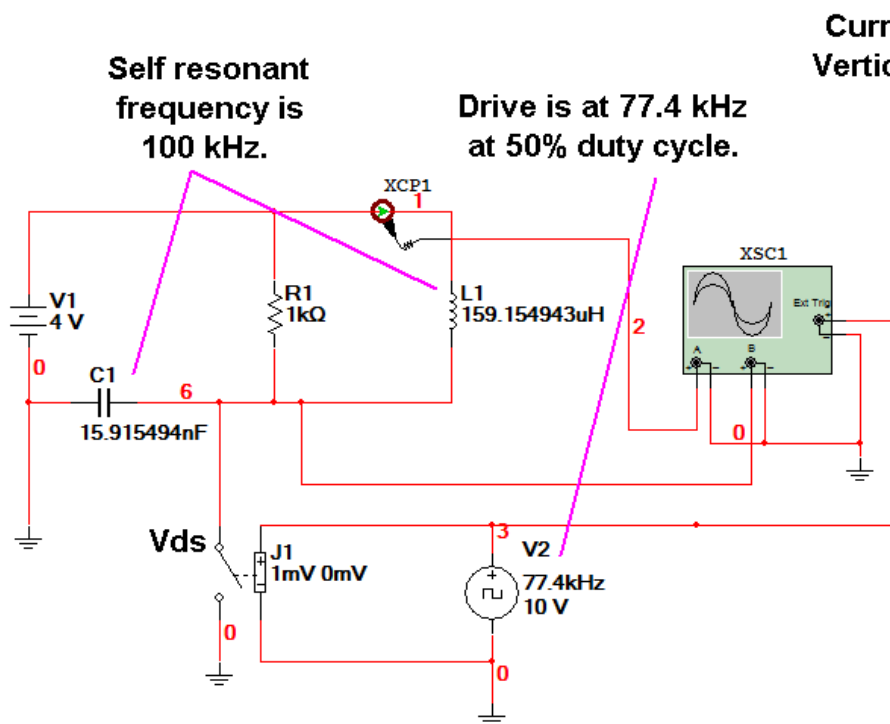 Curr
Vertic
Self resonant
frequency is
100 kHz.
Drive is at 77.4 kHz
at 50% duty cycle.
XCP1
1
XSC1
Ext Trig
A
B
V1
4 V
R1
1kΩ
L1
159.154943uH
2
0
C1
6
15.915494nF
0
Vds
J1
1mV 0mV
3
V2
77.4kHz
10 V
0
0